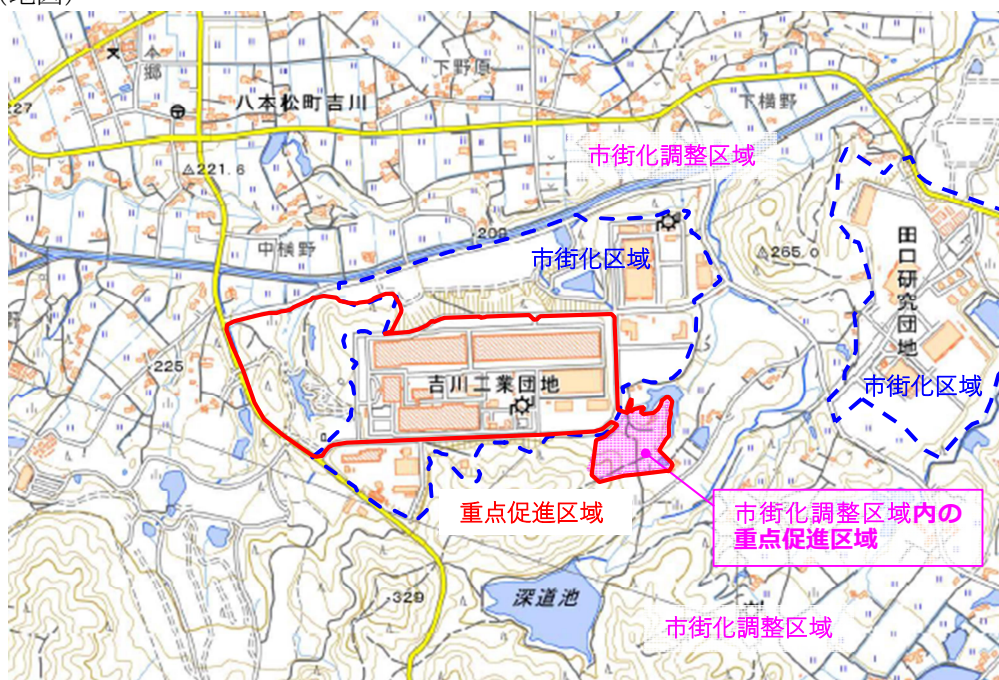 （地図）
今郷
下野原
227
八本松町吉川
下横野
市街化調整区域
221.6
209
中横野
市街化区域
265.0
田口研究団地
225
吉川工業団地
市街化区域
重点促進区域
市街化調整区域内の
重点促進区域
329
深道池
市街化調整区域